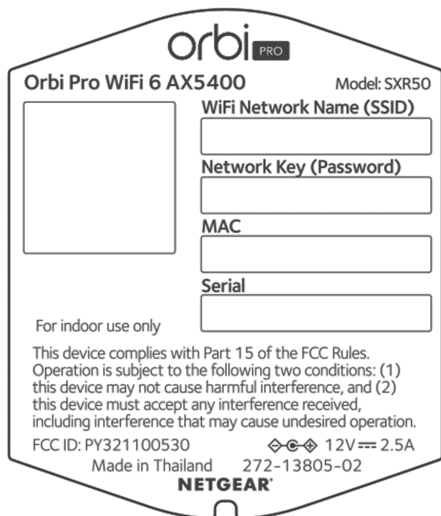 orbi PRO
Orbi Pro WiFi 6 AX5400 Model: SXR50
WiFi Network Name (SSID)
Network Key (Password)
MAC
Serial
For indoor use only
This device complies with Part 15 of the FCC Rules.
Operation is subject to the following two conditions: (1)
this device may not cause harmful interference, and (2)
this device must accept any interference received,
including interference that may cause undesired operation.
FCC ID: PY321100530 12V⎓2.5A
Made in Thailand 272-13805-02
NETGEAR®